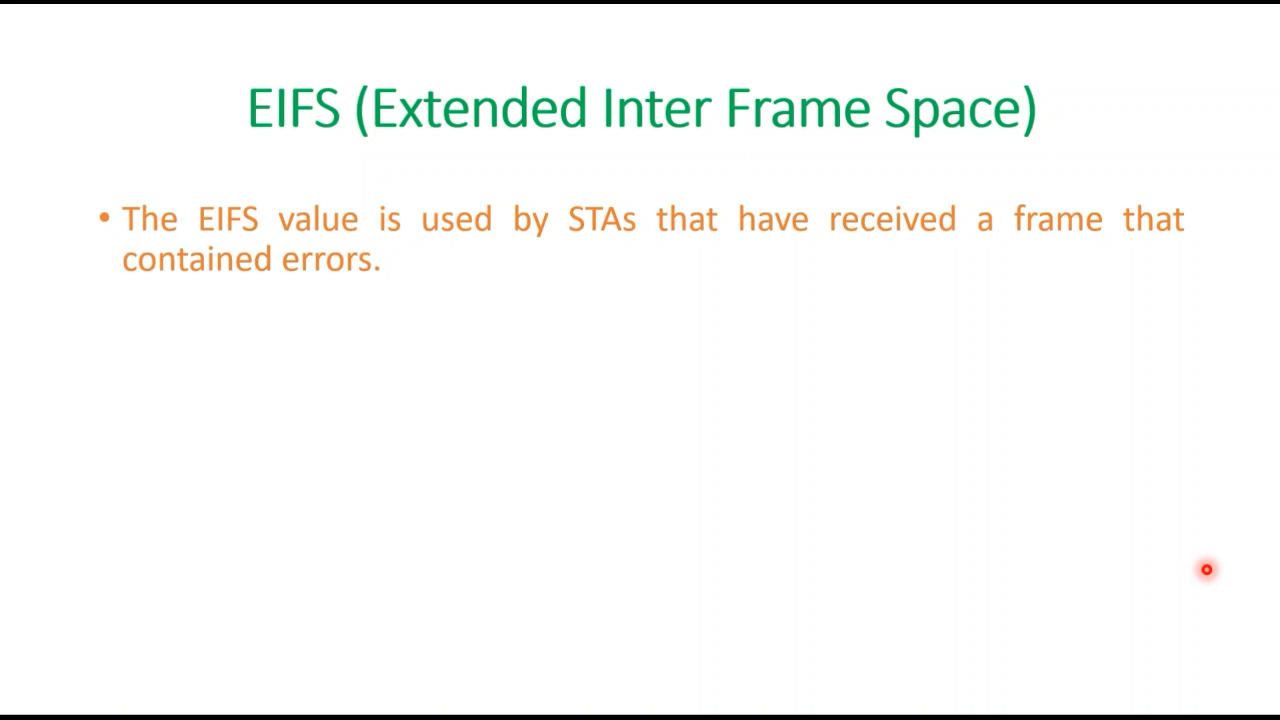 EIFS (Extended Inter Frame Space)
• The EIFS value is used by STAs that have received a frame that
contained errors.